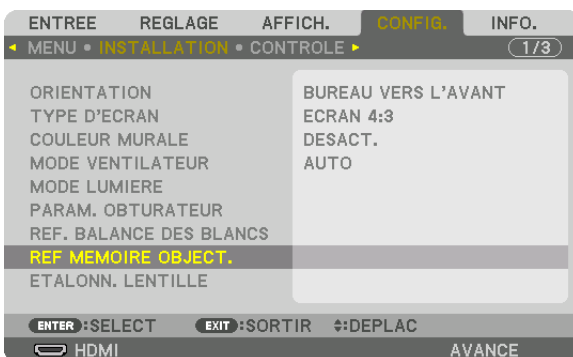 ENTREE REGLAGE AFFICH. CONFIG. INFO.
MENU • INSTALLATION • CONTROLE 1/3
ORIENTATION BUREAU VERS L'AVANT
TYPE D'ECRAN ECRAN 4:3
COULEUR MURALE DESACT.
MODE VENTILATEUR AUTO
MODE LUMIERE
PARAM. OBTURATEUR
REF. BALANCE DES BLANCS
REF MEMOIRE OBJECT.
ETALONN. LENTILLE
ENTER :SELECT EXIT :SORTIR :DEPLAC
HDMI AVANCE